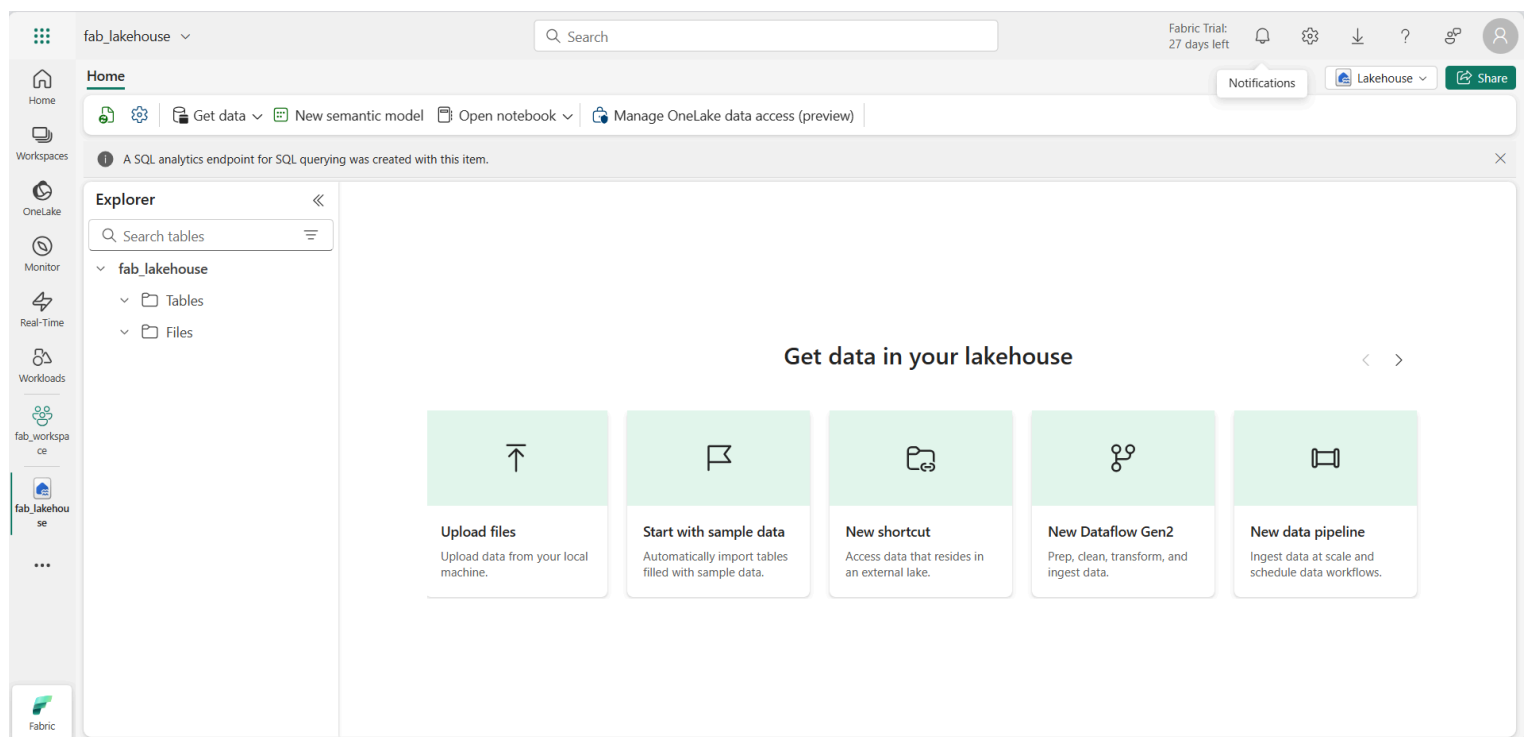 fab_lakehouse
Search
Fabric Trial:
27 days left
?
Home
Workspaces
OneLake
Monitor
Real-Time
Workloads
fab_workspa
ce
fab_lakehou
se
Fabric
Home
Notifications
Lakehouse
Share
Get data
New semantic model
Open notebook
Manage OneLake data access (preview)
A SQL analytics endpoint for SQL querying was created with this item.
Explorer
Search tables
fab_lakehouse
Tables
Files
Get data in your lakehouse
Upload files
Upload data from your local
machine.
Start with sample data
Automatically import tables
filled with sample data.
New shortcut
Access data that resides in
an external lake.
New Dataflow Gen2
Prep, clean, transform, and
ingest data.
New data pipeline
Ingest data at scale and
schedule data workflows.